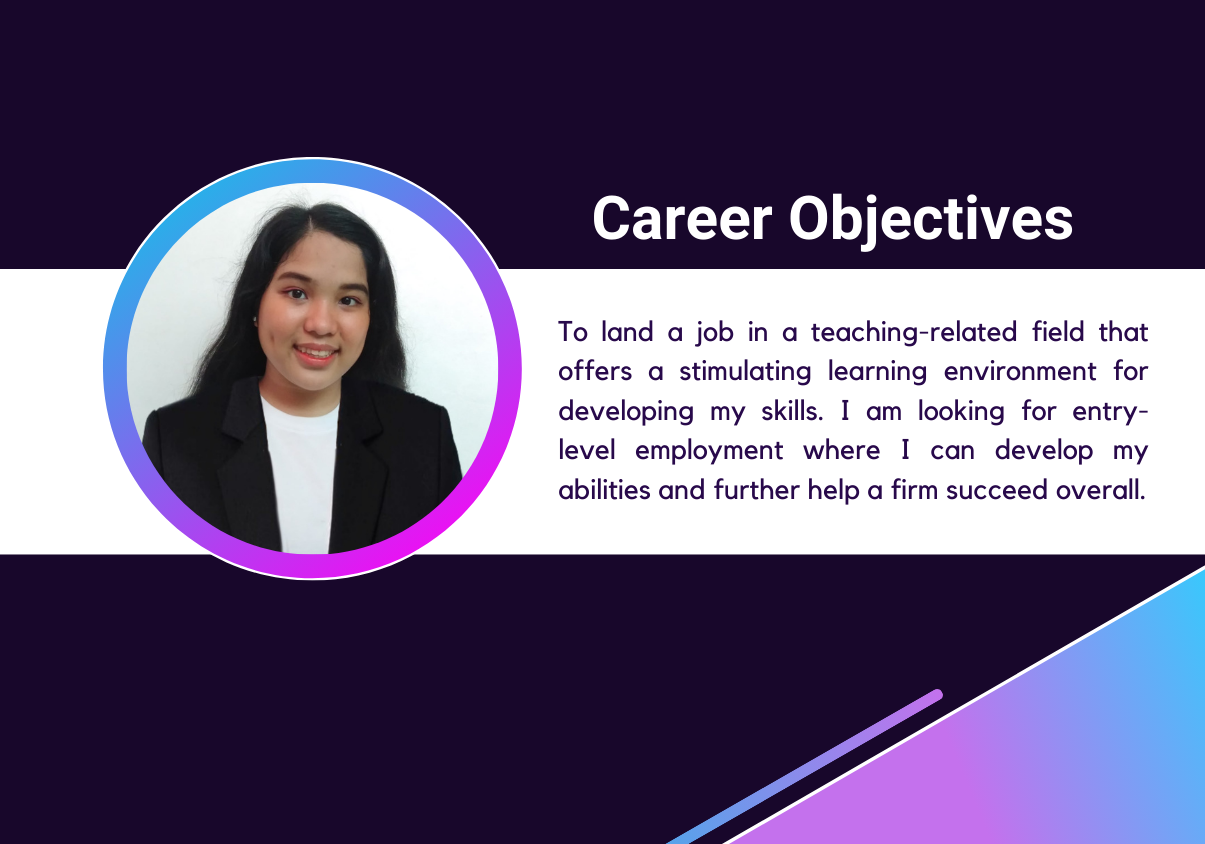 Career Objectives
To land a job in a teaching-related field that
offers a stimulating learning environment for
developing my skills. I am looking for entry-
level employment where I can develop my
abilities and further help a firm succeed overall.